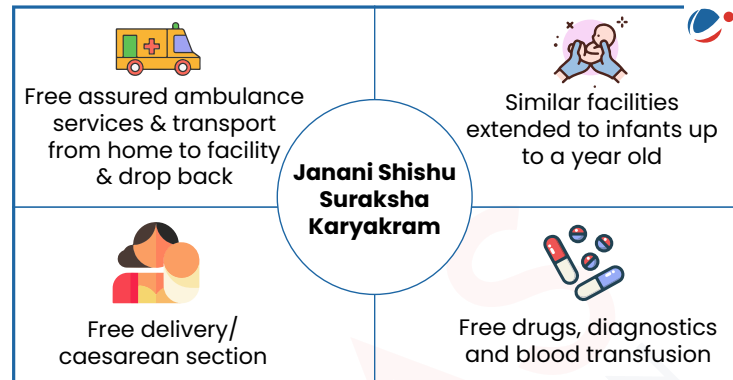 Free assured ambulance
services & transport
from home to facility
& drop back
Similar facilities
extended to infants up
to a year old
Janani Shishu
Suraksha
Karyakram
Free delivery/
caesarean section
Free drugs, diagnostics
and blood transfusion